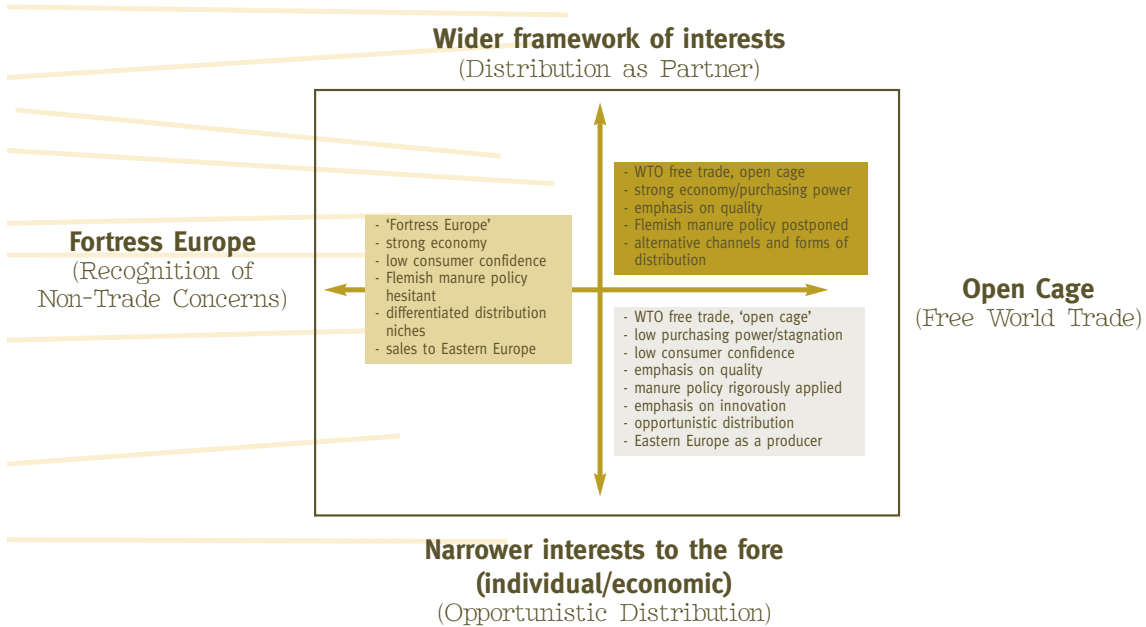 Wider framework of interests
(Distribution as Partner)
Fortress Europe
(Recognition of
Non-Trade Concerns)
- 'Fortress Europe'
- strong economy
- low consumer confidence
- Flemish manure policy
hesitant
- differentiated distribution
niches
- sales to Eastern Europe
- WTO free trade, open cage
- strong economy/purchasing power
- emphasis on quality
- Flemish manure policy postponed
- alternative channels and forms of
distribution
- WTO free trade, 'open cage'
- low purchasing power/stagnation
- low consumer confidence
- emphasis on quality
- manure policy rigorously applied
- emphasis on innovation
- opportunistic distribution
- Eastern Europe as a producer
Open Cage
(Free World Trade)
Narrower interests to the fore
(individual/economic)
(Opportunistic Distribution)